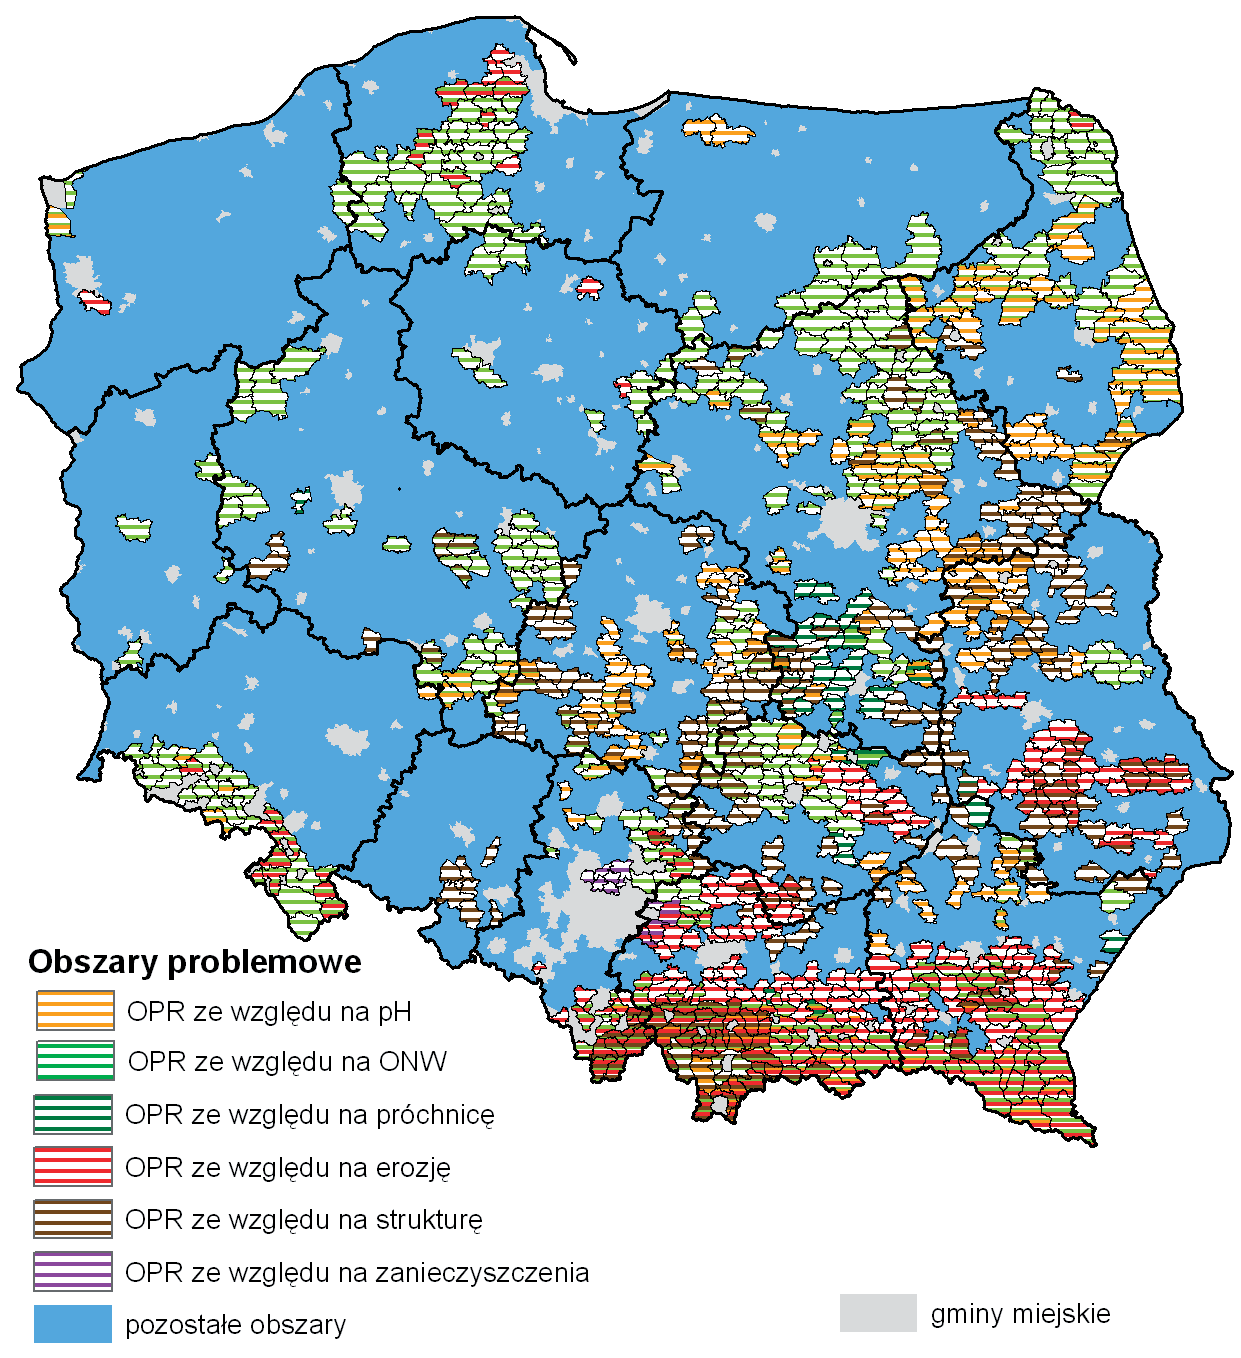 Obszary problemowe
OPR ze względu na pH
OPR ze względu na ONW
OPR ze względu na próchnicę
OPR ze względu na erozję
OPR ze względu na strukturę
OPR ze względu na zanieczyszczenia
pozostałe obszary
gminy miejskie